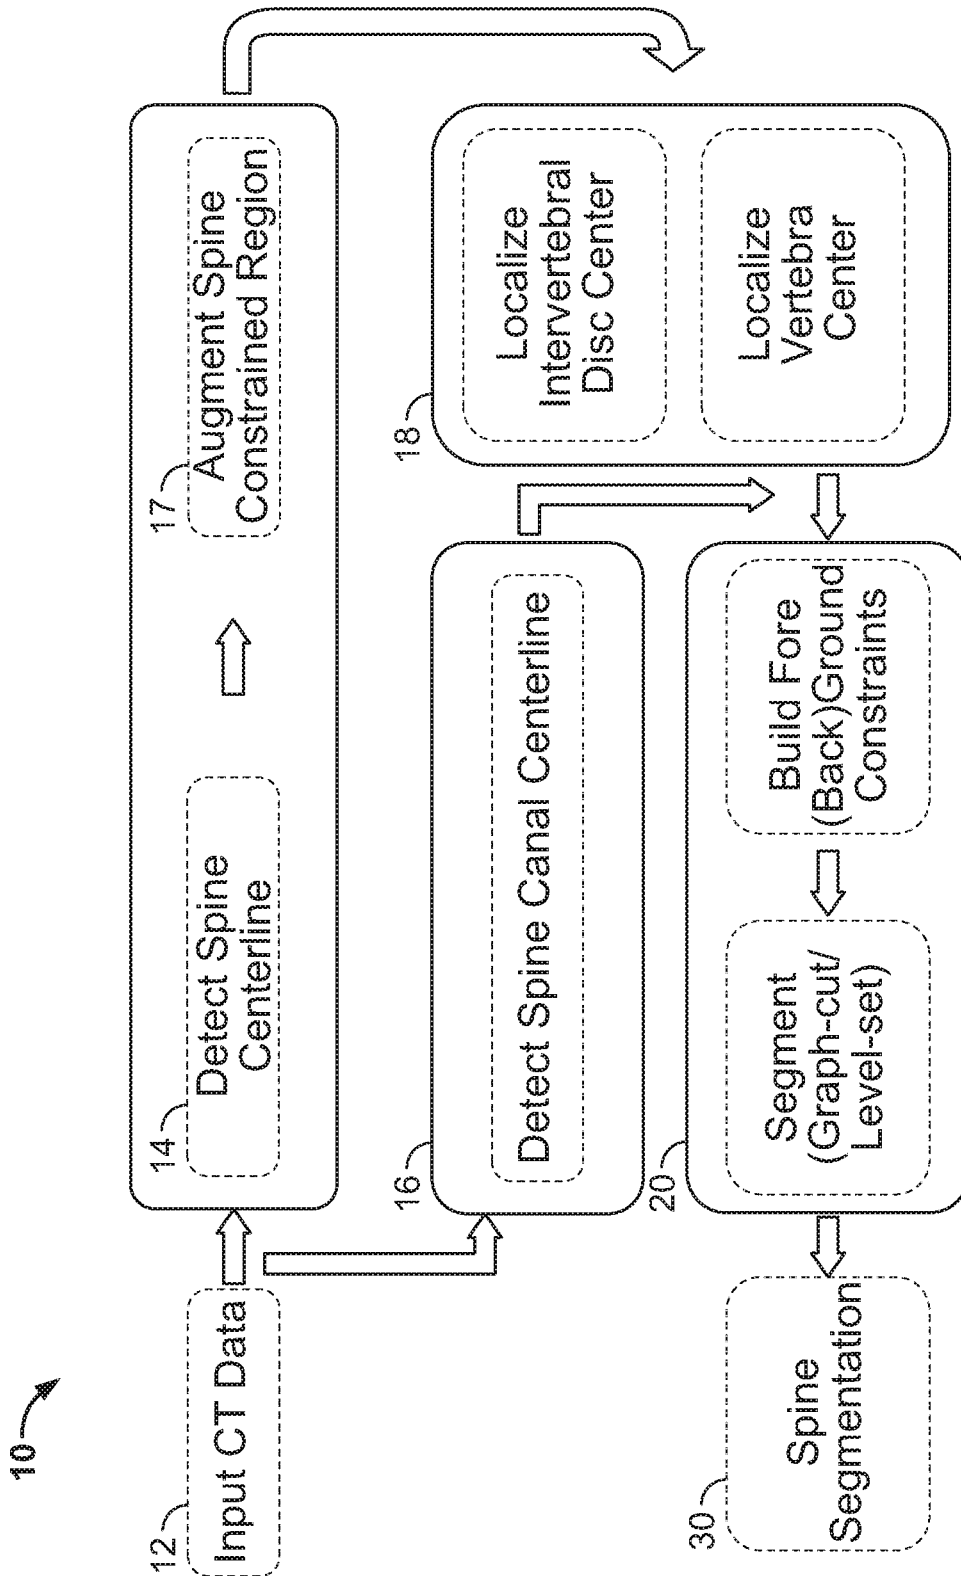 10
12
Input CT Data
14
Detect Spine
Centerline
17
Augment Spine
Constrained Region
16
Detect Spine Canal Centerline
18
Localize
Intervertebral
Disc Center
Localize
Vertebra
Center
20
Build Fore
(Back)Ground
Constraints
Segment
(Graph-cut/
Level-set)
30
Spine
Segmentation